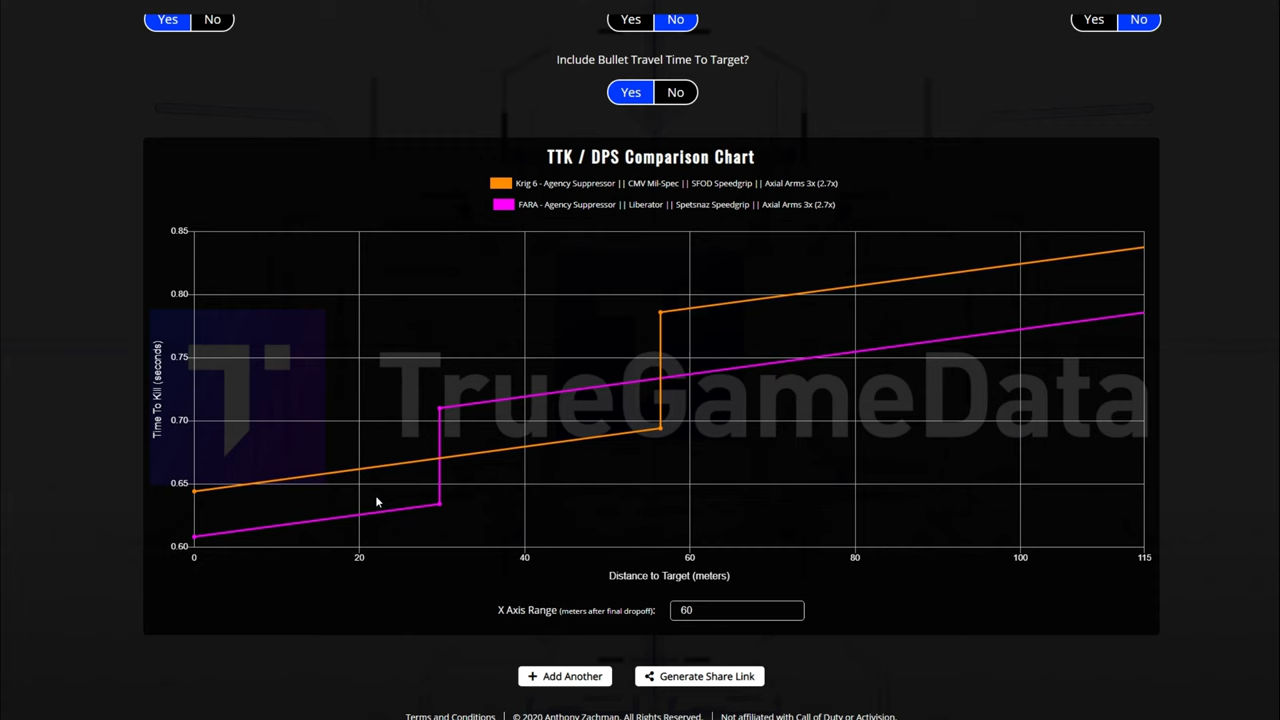 Yes No Yes No Yes No
Include Bullet Travel Time To Target?
Yes No
TTK / DPS Comparison Chart
Krig 6 - Agency Suppressor || CMV Mil-Spec || SFOD Speedgrip || Axial Arms 3x (2.7x)
FARA - Agency Suppressor || Liberator || Spetsnaz Speedgrip || Axial Arms 3x (2.7x)
0.85
0.80
0.75
0.70
0.65
0.60
Time To Kill (seconds)
TrueGameData
0 20 40 60 80 100 115
Distance to Target (meters)
X Axis Range (meters after final dropoff): 60
+ Add Another
Generate Share Link
Terms and Conditions | © 2020 Anthony Zachman. All Rights Reserved. | Not affiliated with Call of Duty or Activision.